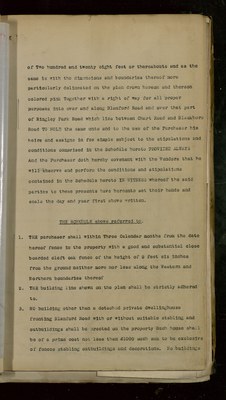 of Two hundred and twenty eight feet or thereabouts and as the
same is with the dimensions and boundaries thereof more
particularly delineated on the plan drawn hereon and thereon
colored pink Together with a right of way for all proper
purposes this over and along Blenford Road and over that part
of Ringley Park Road which lies between Church Road and Blenford
Road TO HOLD the same unto and to the use of the Purchaser his
heirs and assigns in fee simple subject to the stipulations and
conditions comprised in the Schedule hereto PROVIDED ALWAYS
and the Purchaser doth hereby covenant with the Vendors that he
will observe and perform the conditions and stipulations
contained in the Schedule hereto IN WITNESS whereof the said
parties to these presents have hereunto set their hands and
seals the day and year first above written.
THE SCHEDULE above referred to.
1. THE purchaser shall within Three Calendar months from the date
hereof fence in the property with a good and substantial close
boarded cleft oak fence of the height of 5 feet six inches
from the ground neither more nor less along the Western and
Northern boundaries thereof
2. THE building line shown on the plan shall be strictly adhered
to.
3. NO building other than a detached private dwellinghouse
fronting Blenford Road with or without suitable stabling and
outbuildings shall be erected on the property Such house shall
be of a prime cost not less than £1000 such sum to be exclusive
of fences stabling outbuildings and decorations. No buildings